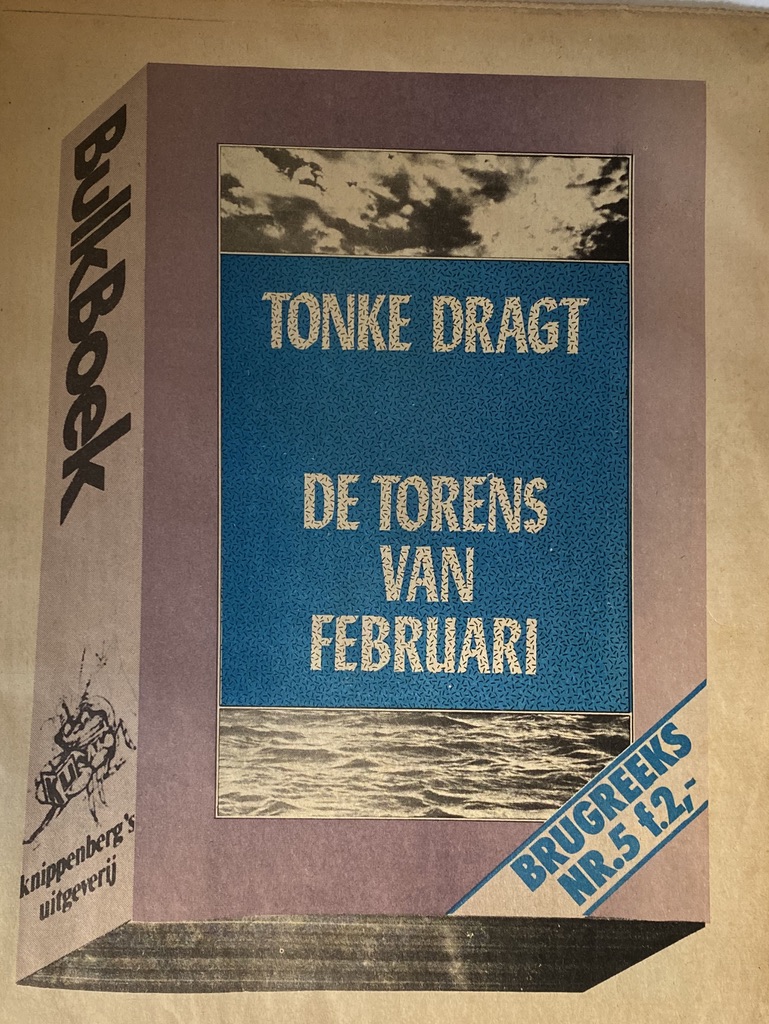 BulkBoek
knippenberg's
uitgeverij
TONKE DRAGT
DE TORENS
VAN
FEBRUARI
BRUGREEKS
NR.5 f.2,-